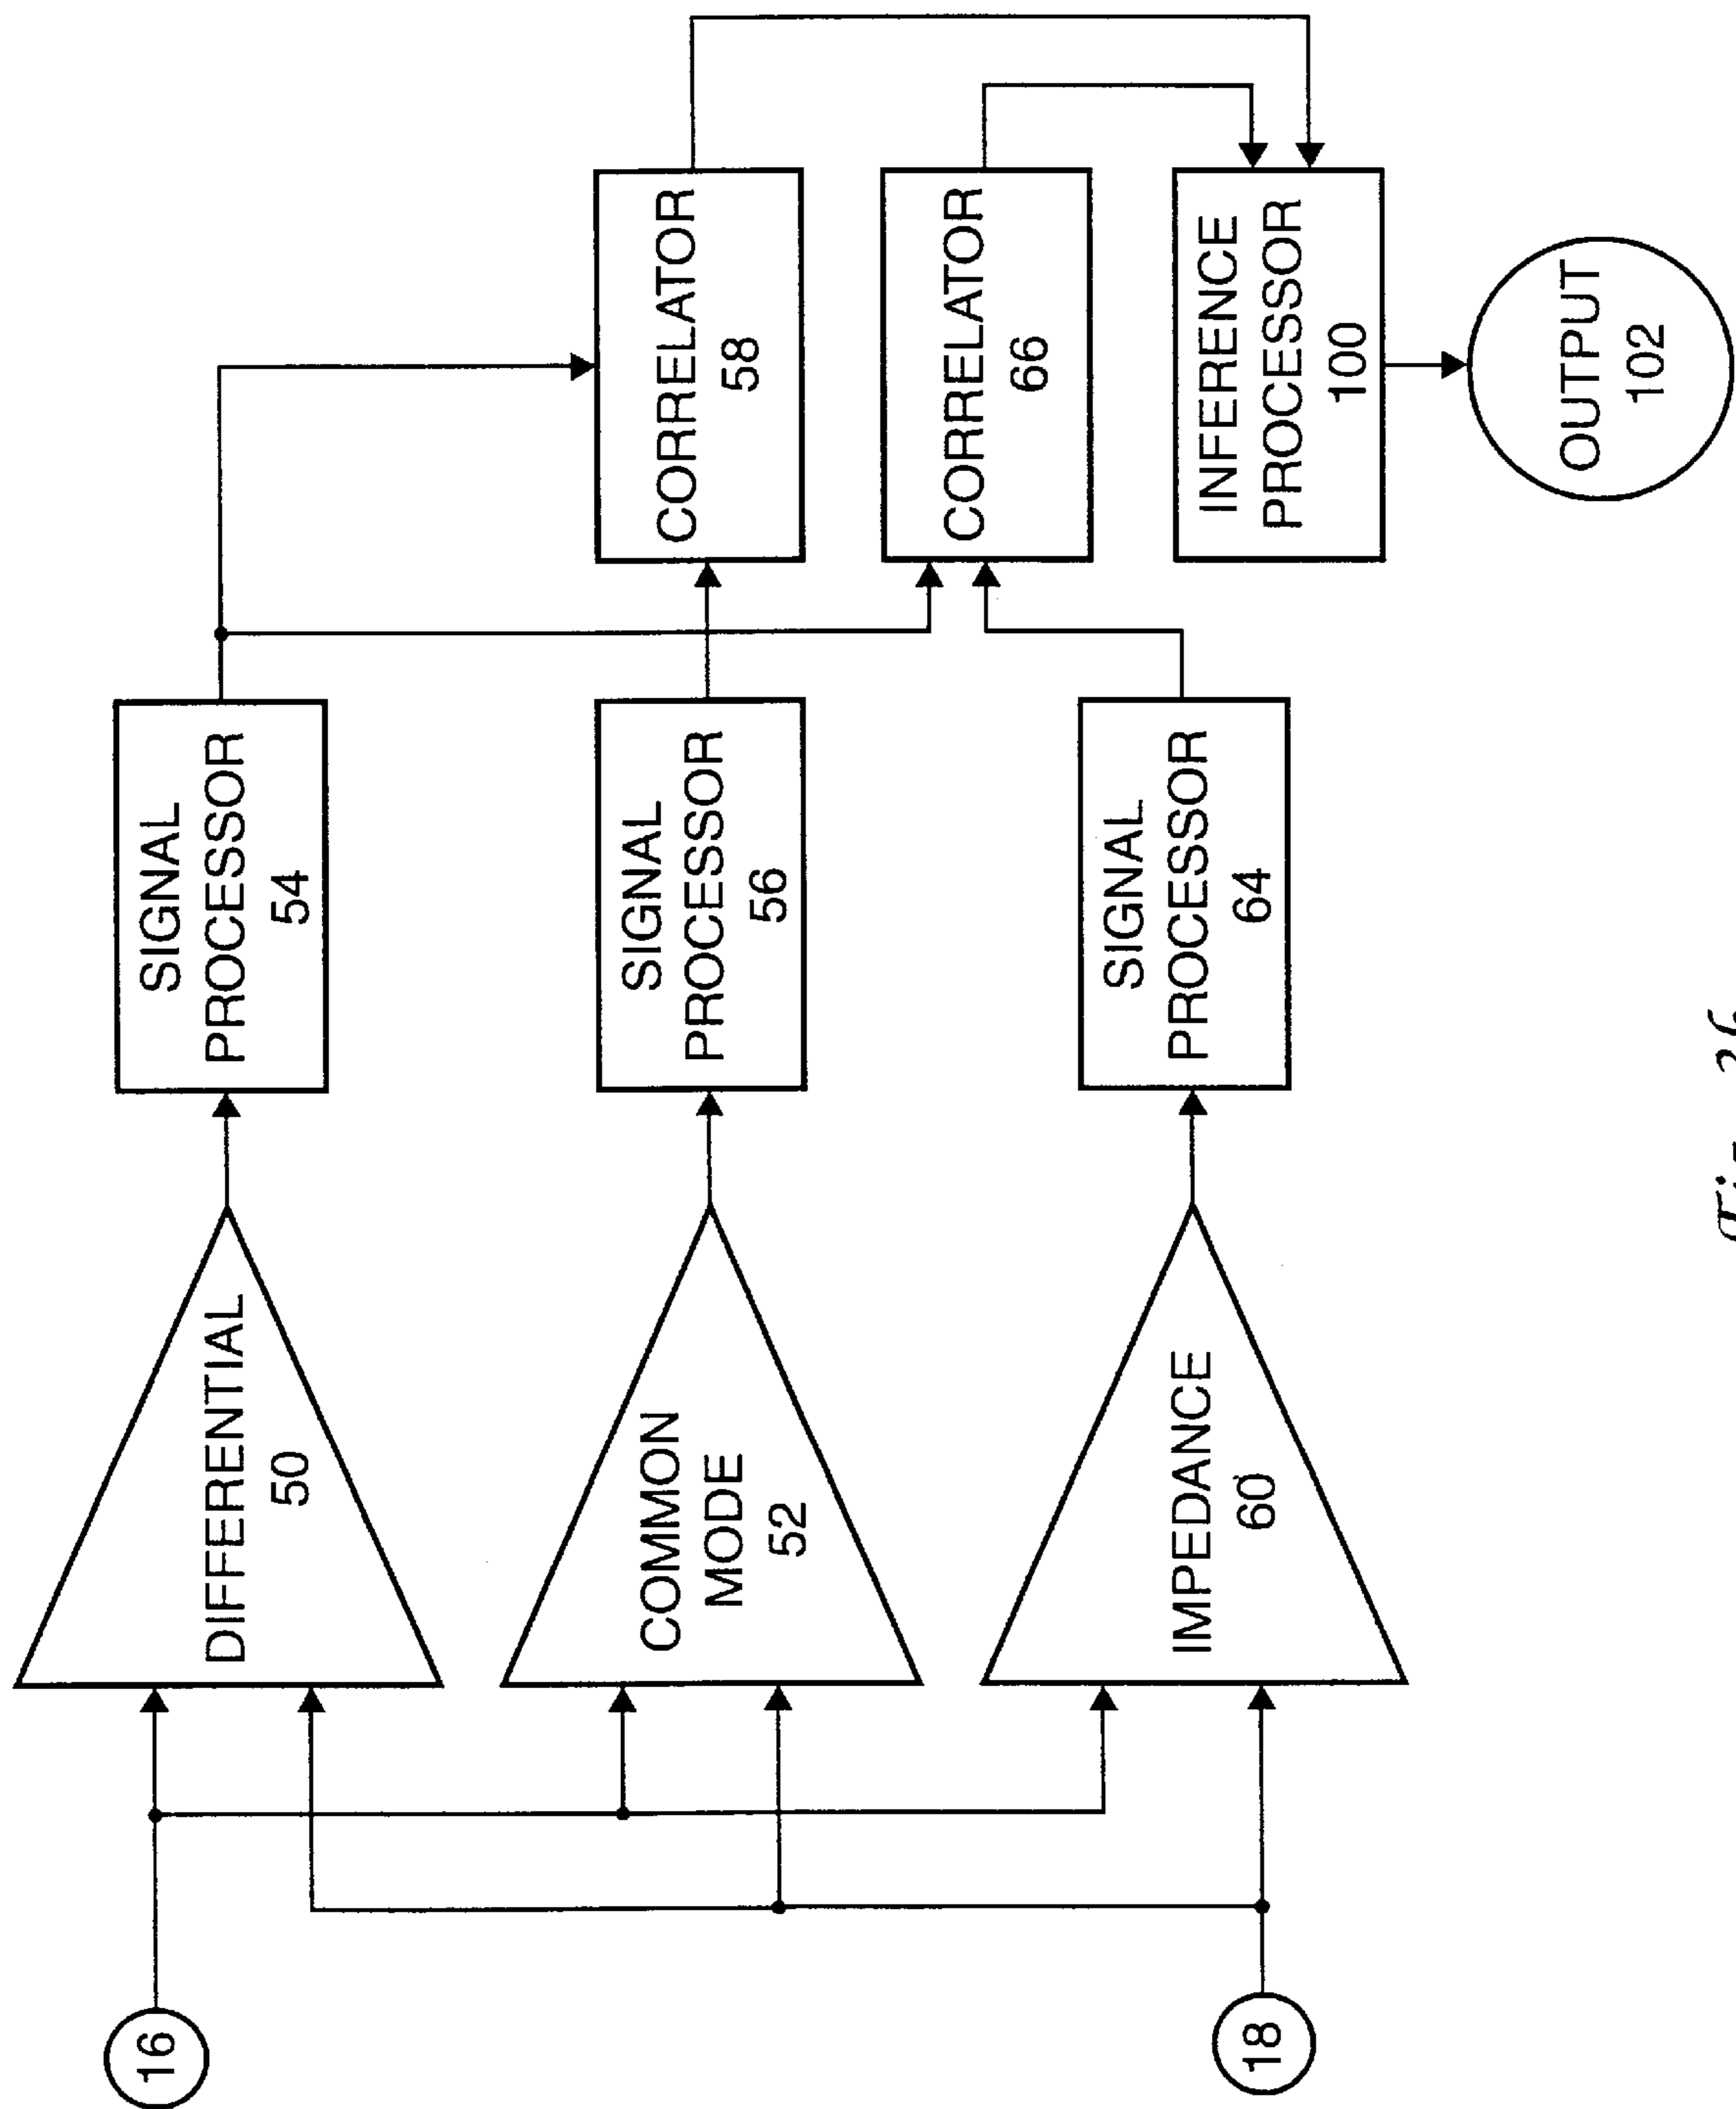 16
18
DIFFERENTIAL
50
COMMON
MODE
52
IMPEDANCE
60
SIGNAL
PROCESSOR
54
SIGNAL
PROCESSOR
56
SIGNAL
PROCESSOR
64
CORRELATOR
58
CORRELATOR
66
INFERENCE
PROCESSOR
100
OUTPUT
102